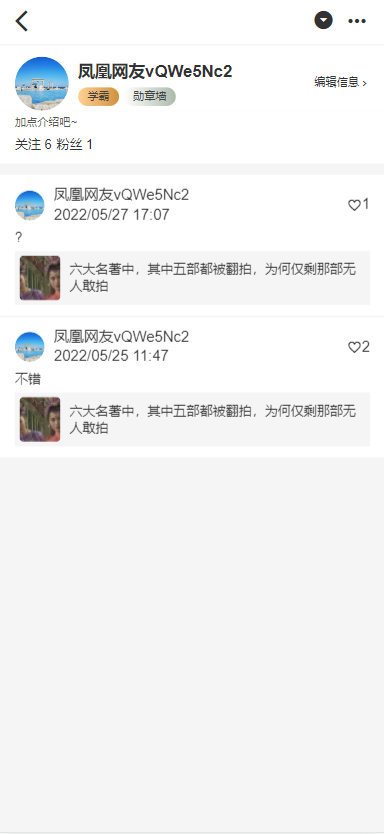 凤凰网友vQWe5Nc2
学霸 勋章墙
编辑信息 >
加点介绍吧~
关注 6 粉丝 1
凤凰网友vQWe5Nc2
2022/05/27 17:07
1
?
六大名著中，其中五部都被翻拍，为何仅剩那部无
人敢拍
凤凰网友vQWe5Nc2
2022/05/25 11:47
2
不错
六大名著中，其中五部都被翻拍，为何仅剩那部无
人敢拍